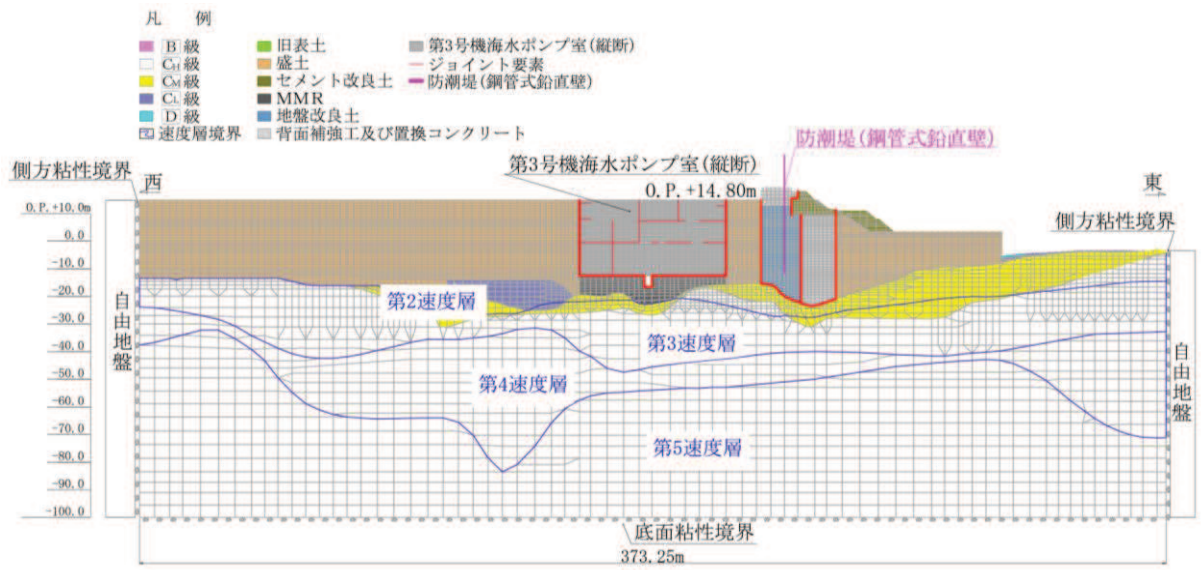 凡　例
B 級
CH 級
CM 級
CL 級
D 級
速度層境界
旧表土
盛土
セメント改良土
MMR
地盤改良土
背面補強工及び置換コンクリート
第3号機海水ポンプ室(縦断)
ジョイント要素
防潮堤(鋼管式鉛直壁)
防潮堤(鋼管式鉛直壁)
第3号機海水ポンプ室(縦断)
側方粘性境界
西
O.P.+14.80m
東
側方粘性境界
O.P.+10.0m
0.0
-10.0
-20.0
-30.0
-40.0
-50.0
-60.0
-70.0
-80.0
-90.0
-100.0
自由地盤
第2速度層
第3速度層
第4速度層
第5速度層
自由地盤
底面粘性境界
373.25m